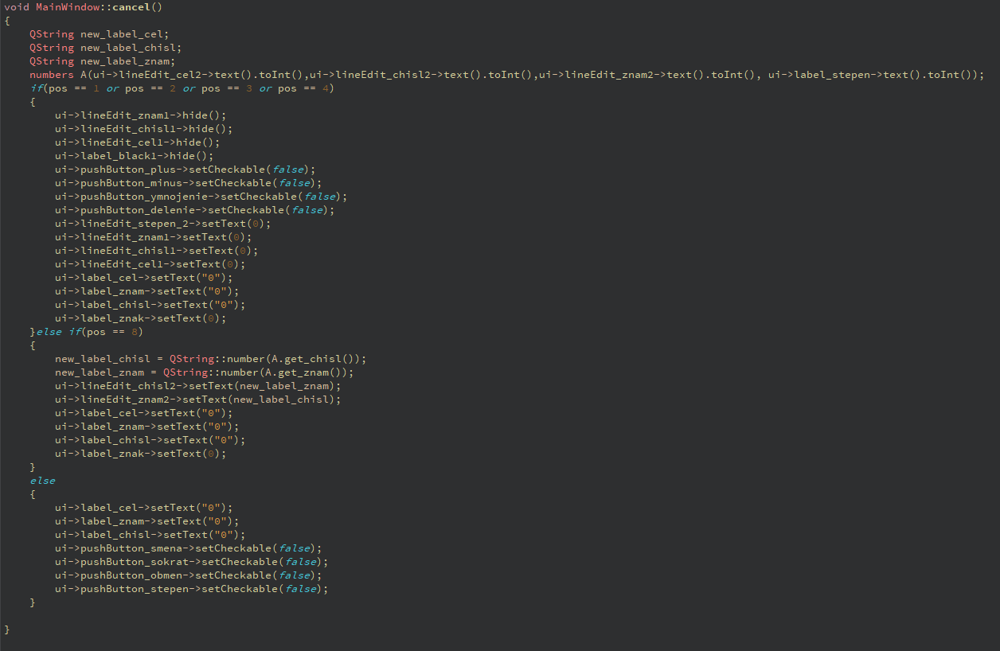 void MainWindow::cancel()
{
    QString new_label_cel;
    QString new_label_chisl;
    QString new_label_znam;
    numbers A(ui->lineEdit_cel2->text().toInt(),ui->lineEdit_chisl2->text().toInt(),ui->lineEdit_znam2->text().toInt(), ui->label_stepen->text().toInt());
    if(pos == 1 or pos == 2 or pos == 3 or pos == 4)
    {
        ui->lineEdit_znam1->hide();
        ui->lineEdit_chisl1->hide();
        ui->lineEdit_cel1->hide();
        ui->label_black1->hide();
        ui->pushButton_plus->setCheckable(false);
        ui->pushButton_minus->setCheckable(false);
        ui->pushButton_ymnojenie->setCheckable(false);
        ui->pushButton_delenie->setCheckable(false);
        ui->lineEdit_stepen_2->setText(0);
        ui->lineEdit_znam1->setText(0);
        ui->lineEdit_chisl1->setText(0);
        ui->lineEdit_cel1->setText(0);
        ui->label_cel->setText("0");
        ui->label_znam->setText("0");
        ui->label_chisl->setText("0");
        ui->label_znak->setText(0);
    }else if(pos == 8)
    {
        new_label_chisl = QString::number(A.get_chisl());
        new_label_znam = QString::number(A.get_znam());
        ui->lineEdit_chisl2->setText(new_label_znam);
        ui->lineEdit_znam2->setText(new_label_chisl);
        ui->label_cel->setText("0");
        ui->label_znam->setText("0");
        ui->label_chisl->setText("0");
        ui->label_znak->setText(0);
    }
    else
    {
        ui->label_cel->setText("0");
        ui->label_znam->setText("0");
        ui->label_chisl->setText("0");
        ui->pushButton_smena->setCheckable(false);
        ui->pushButton_sokrat->setCheckable(false);
        ui->pushButton_obmen->setCheckable(false);
        ui->pushButton_stepen->setCheckable(false);
    }

}